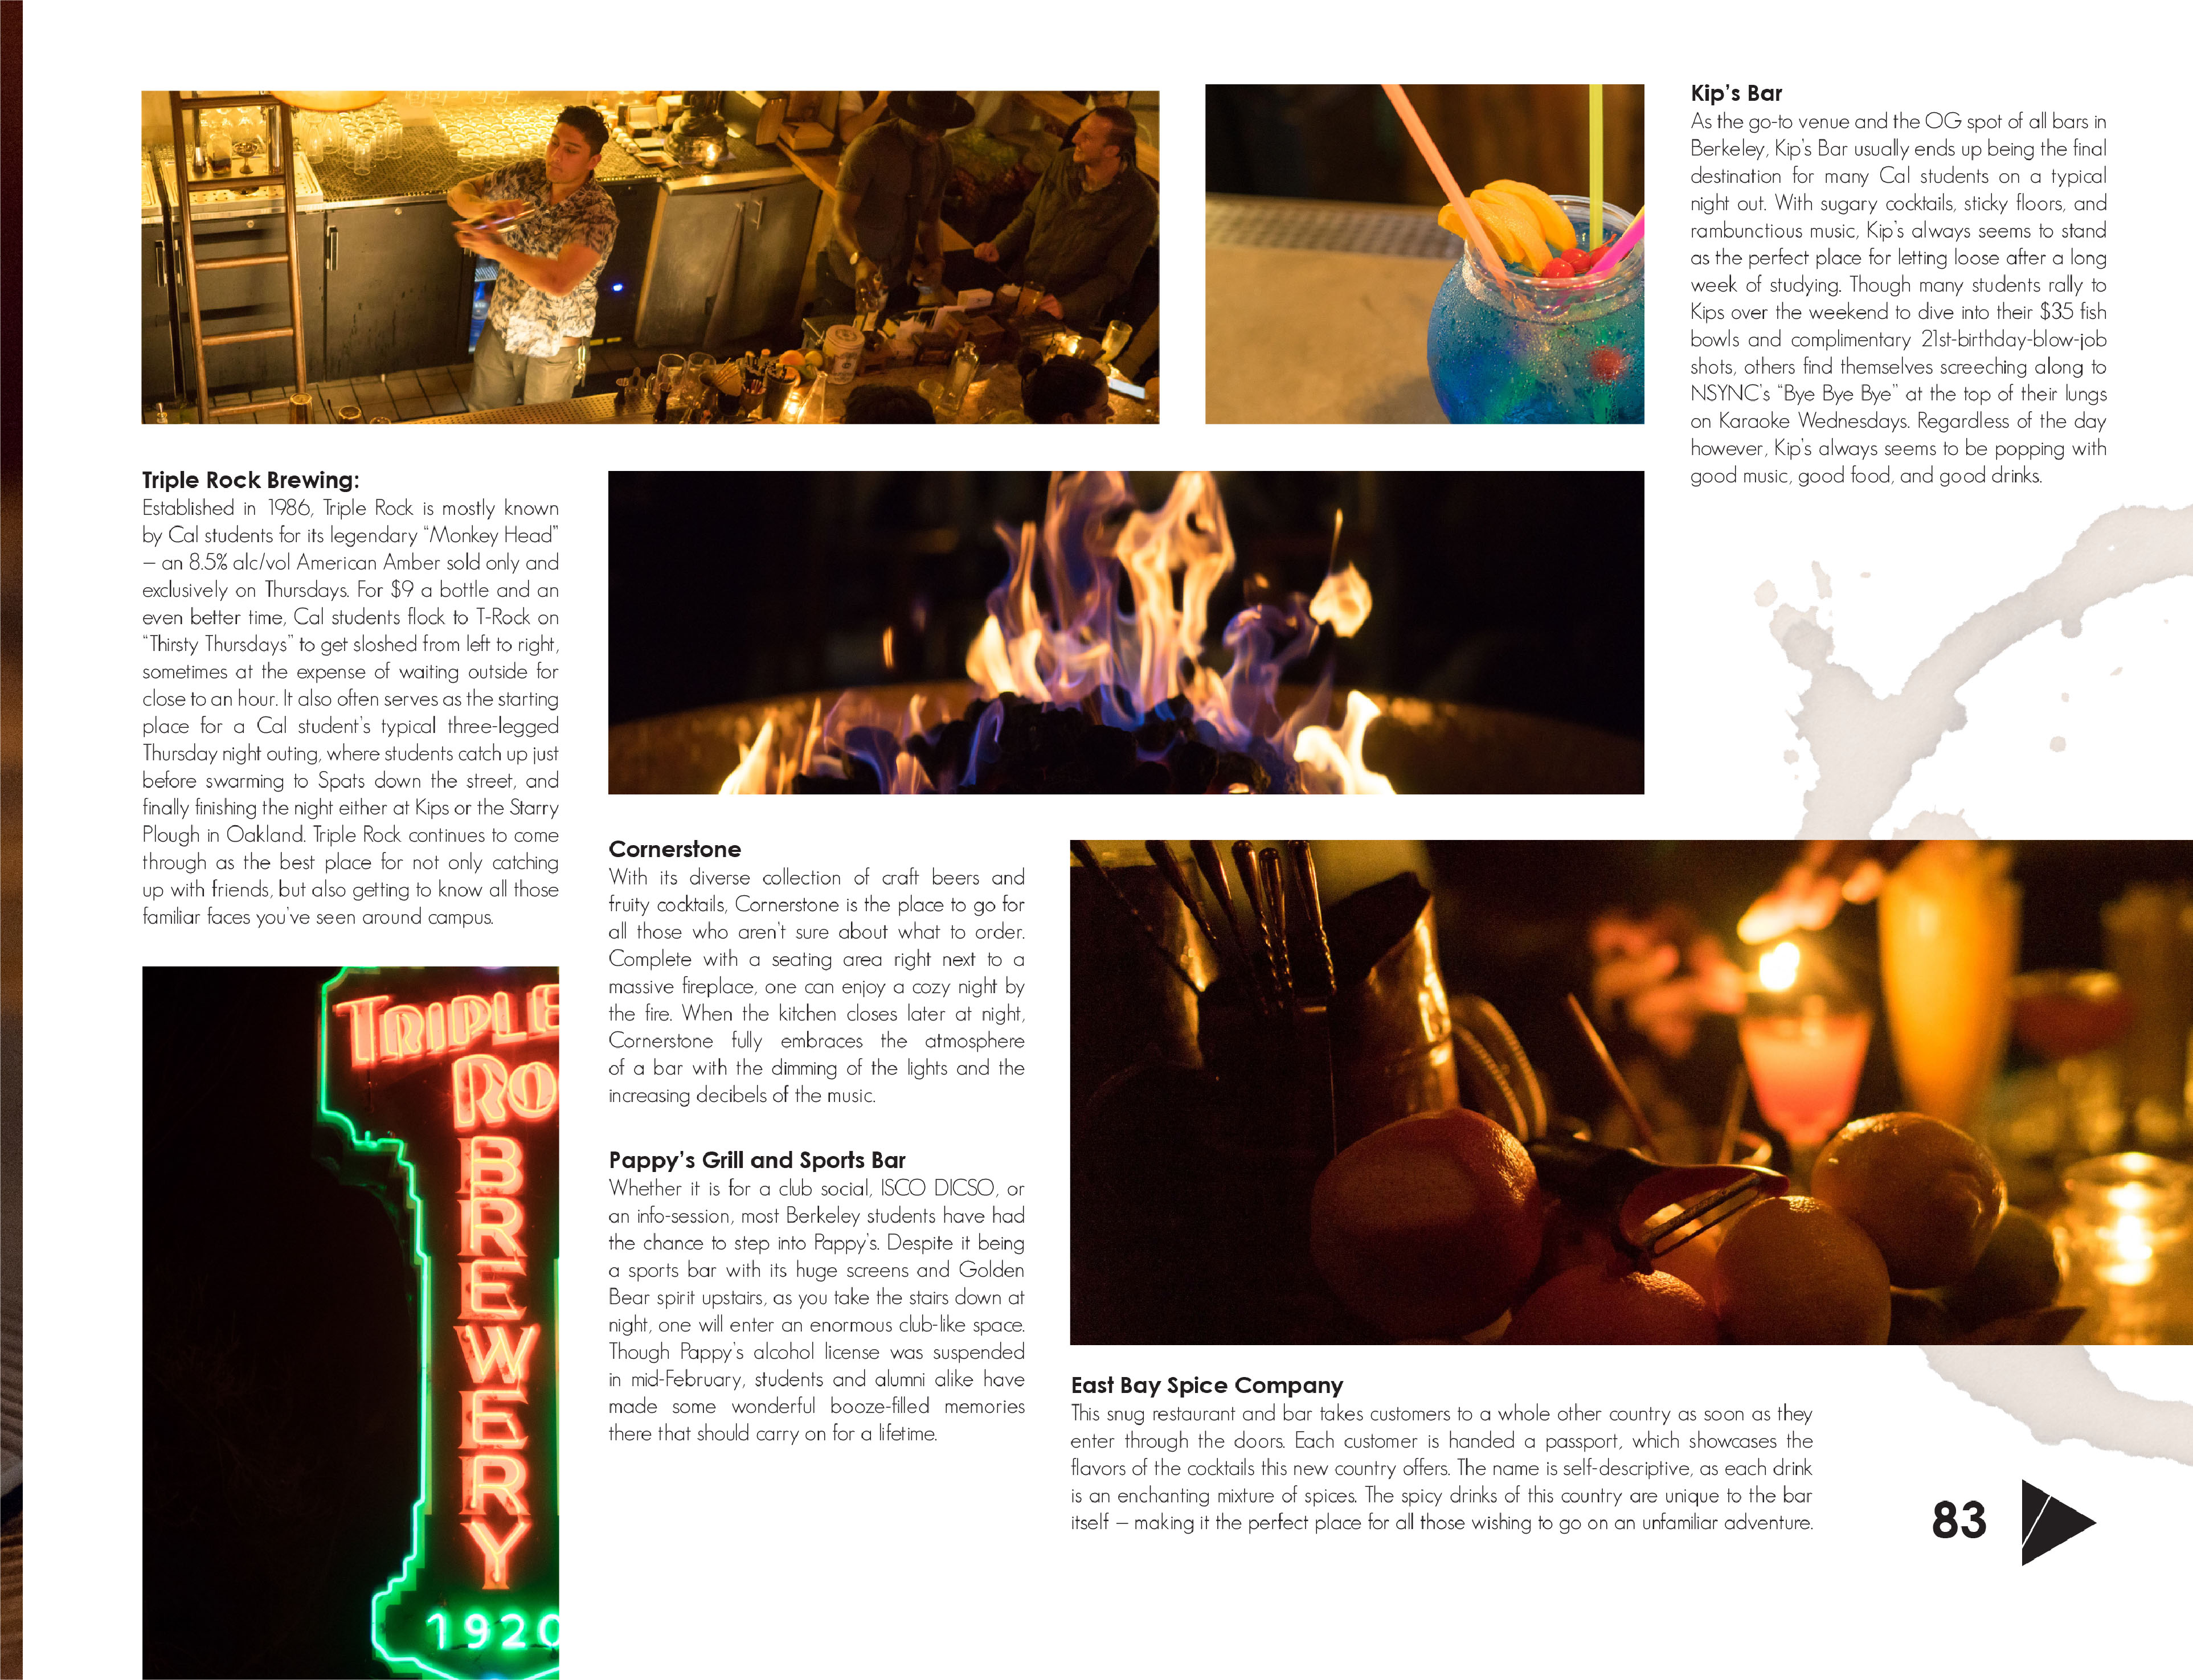 Kip's Bar
As the go-to venue and the OG spot of all bars in
Berkeley, Kip's Bar usually ends up being the final
destination for many Cal students on a typical
night out. With sugary cocktails, sticky floors, and
rambunctious music, Kip's always seems to stand
as the perfect place for letting loose after a long
week of studying. Though many students rally to
Kips over the weekend to dive into their $35 fish
bowls and complimentary 21st-birthday-blow-job
shots, others find themselves screeching along to
NSYNC's "Bye Bye Bye" at the top of their lungs
on Karaoke Wednesdays. Regardless of the day
however, Kip's always seems to be popping with
good music, good food, and good drinks.
Triple Rock Brewing:
Established in 1986, Triple Rock is mostly known
by Cal students for its legendary "Monkey Head"
– an 8.5% alc/vol American Amber sold only and
exclusively on Thursdays. For $9 a bottle and an
even better time, Cal students flock to T-Rock on
"Thirsty Thursdays" to get sloshed from left to right,
sometimes at the expense of waiting outside for
close to an hour. It also often serves as the starting
place for a Cal student's typical three-legged
Thursday night outing, where students catch up just
before swarming to Spats down the street, and
finally finishing the night either at Kips or the Starry
Plough in Oakland. Triple Rock continues to come
through as the best place for not only catching
up with friends, but also getting to know all those
familiar faces you've seen around campus.
TRIPLE
RO
BREWERY
1920
Cornerstone
With its diverse collection of craft beers and
fruity cocktails, Cornerstone is the place to go for
all those who aren't sure about what to order.
Complete with a seating area right next to a
massive fireplace, one can enjoy a cozy night by
the fire. When the kitchen closes later at night,
Cornerstone fully embraces the atmosphere
of a bar with the dimming of the lights and the
increasing decibels of the music.
Pappy's Grill and Sports Bar
Whether it is for a club social, ISCO DICSO, or
an info-session, most Berkeley students have had
the chance to step into Pappy's. Despite it being
a sports bar with its huge screens and Golden
Bear spirit upstairs, as you take the stairs down at
night, one will enter an enormous club-like space.
Though Pappy's alcohol license was suspended
in mid-February, students and alumni alike have
made some wonderful booze-filled memories
there that should carry on for a lifetime.
East Bay Spice Company
This snug restaurant and bar takes customers to a whole other country as soon as they
enter through the doors. Each customer is handed a passport, which showcases the
flavors of the cocktails this new country offers. The name is self-descriptive, as each drink
is an enchanting mixture of spices. The spicy drinks of this country are unique to the bar
itself – making it the perfect place for all those wishing to go on an unfamiliar adventure.
83